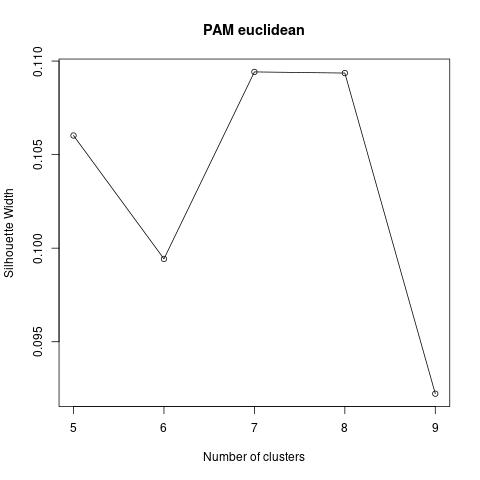 PAM euclidean
0.110
0.105
0.100
0.095
Silhouette Width
5 6 7 8 9
Number of clusters